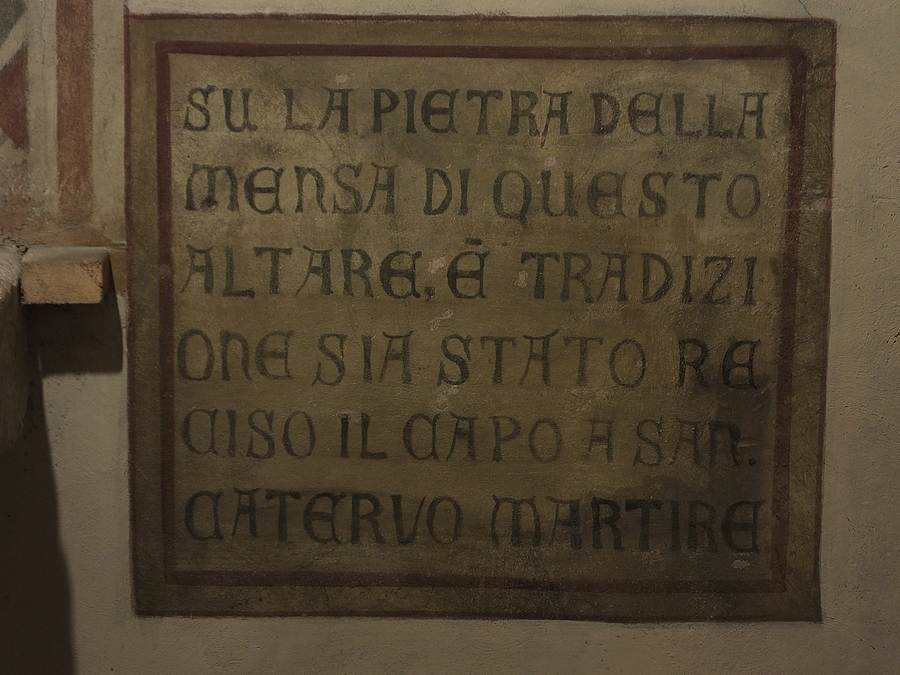 SU LA PIETRA DELLA
MENSA DI QUESTO
ALTARE, Ē TRADIZI
ONE SIA STATO RE
CISO IL CAPO A SAN.
CATERVO MARTIRE